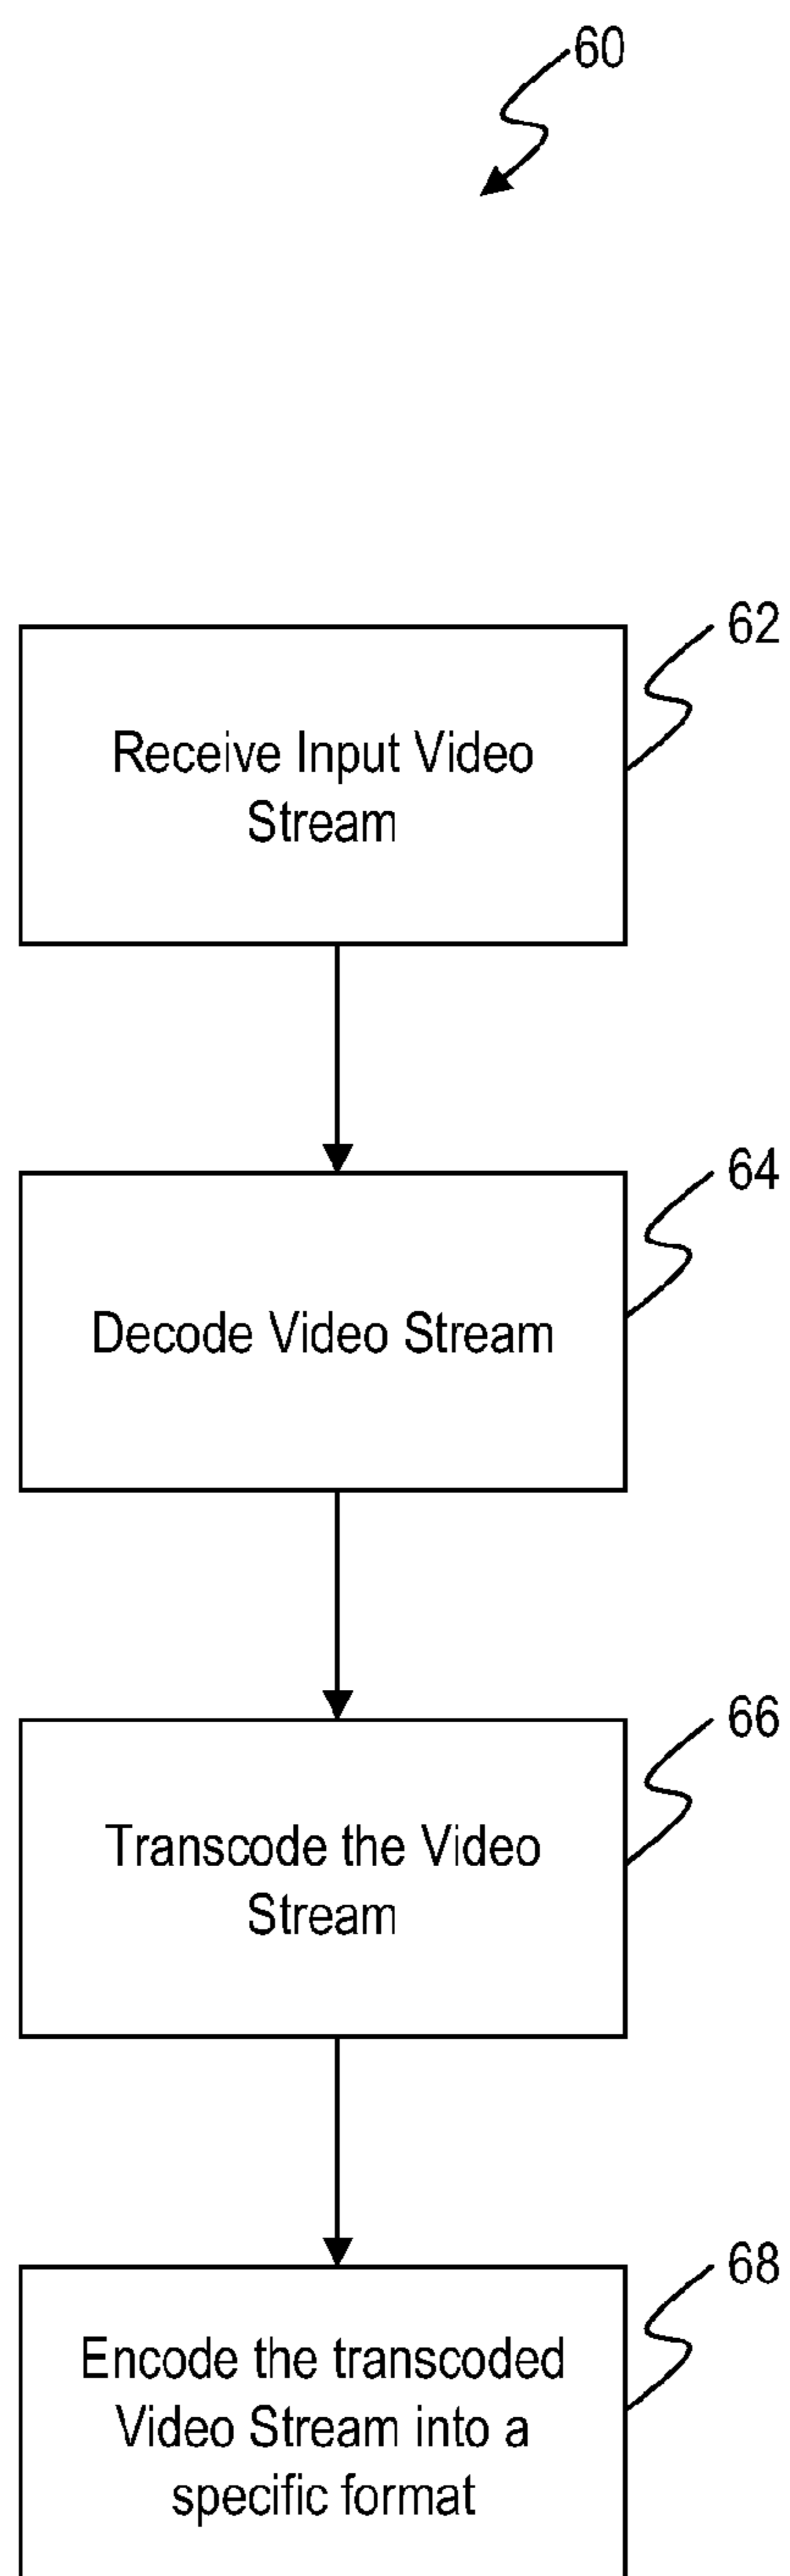 60
62
Receive Input Video
Stream
64
Decode Video Stream
66
Transcode the Video
Stream
68
Encode the transcoded
Video Stream into a
specific format